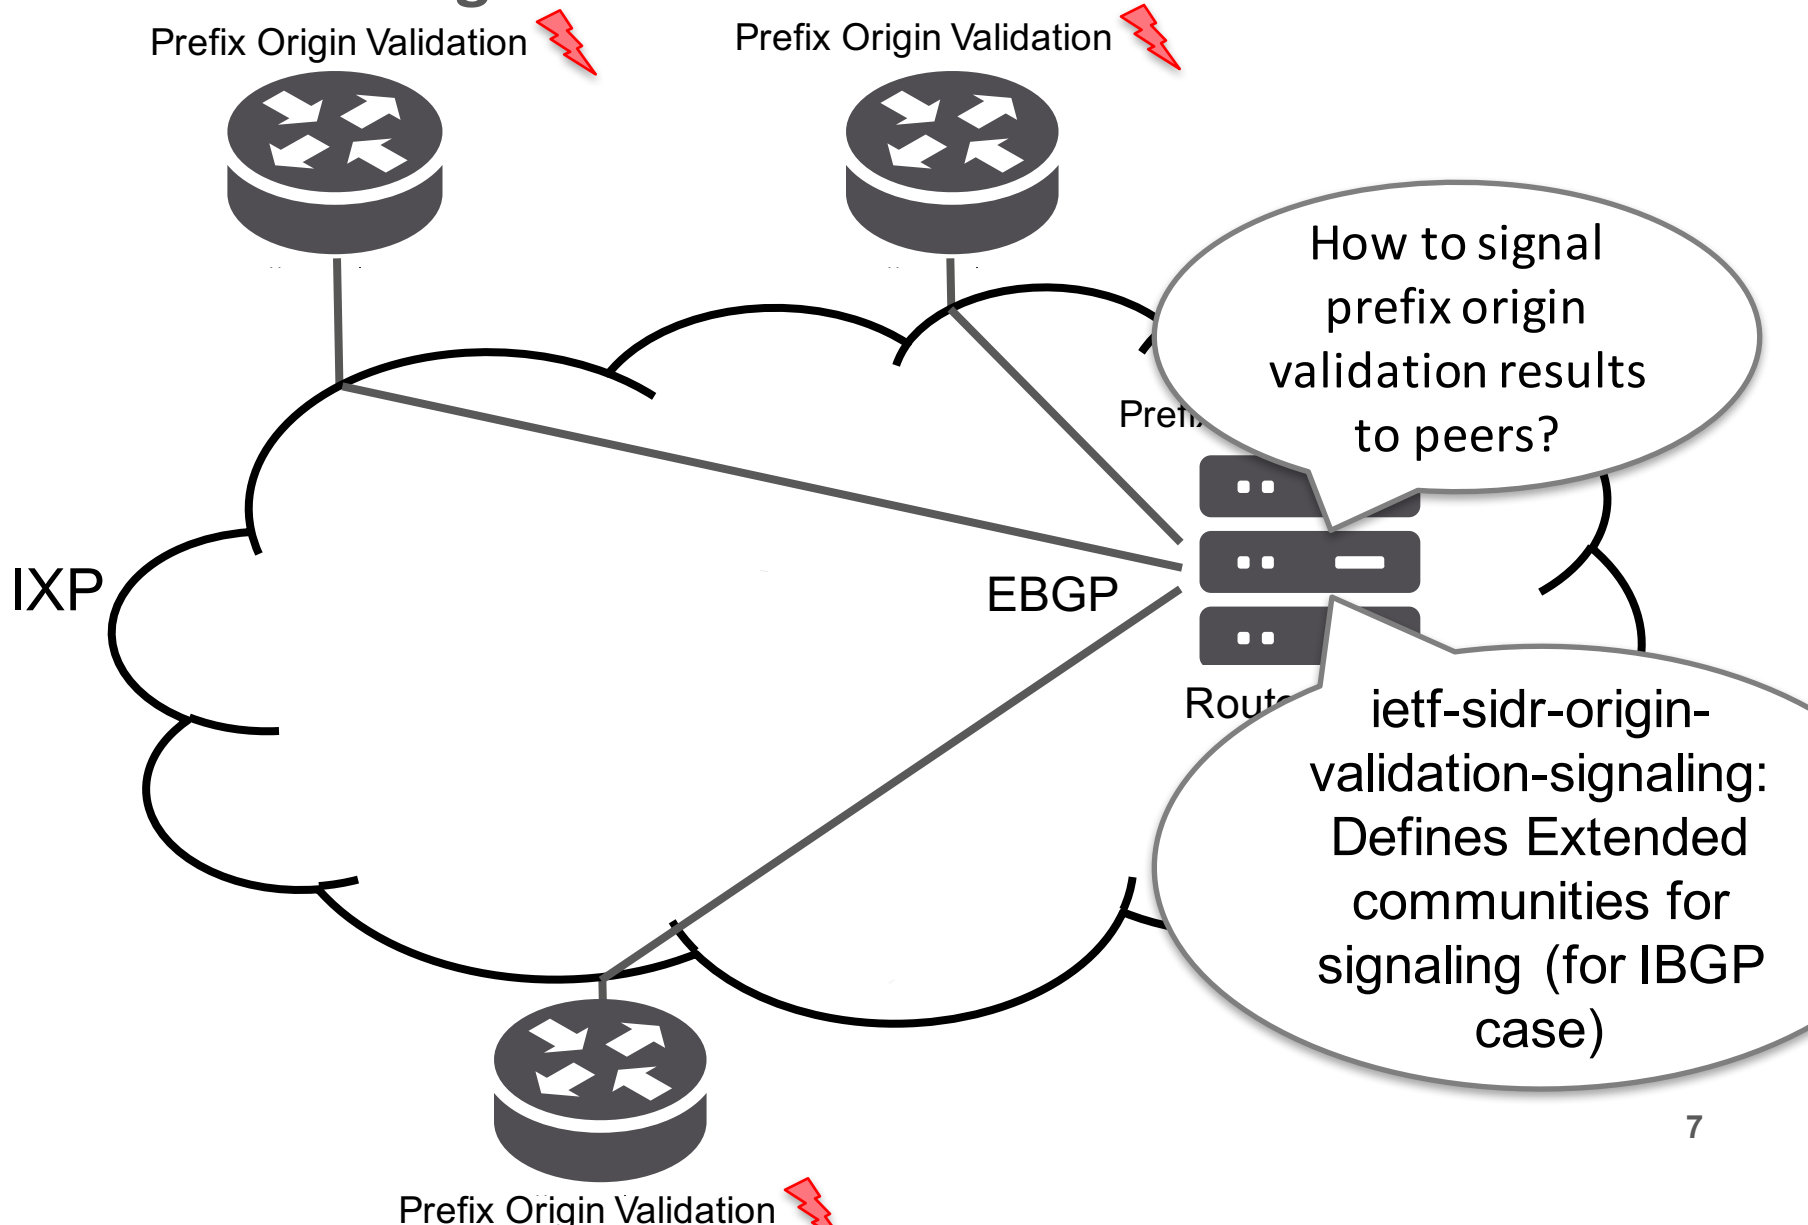 Prefix Origin Validation
Prefix Origin Validation
How to signal
prefix origin
validation results
to peers?
IXP
EBGP
ietf-sidr-origin-
validation-signaling:
Defines Extended
communities for
signaling (for IBGP
case)
7
Prefix Origin Validation